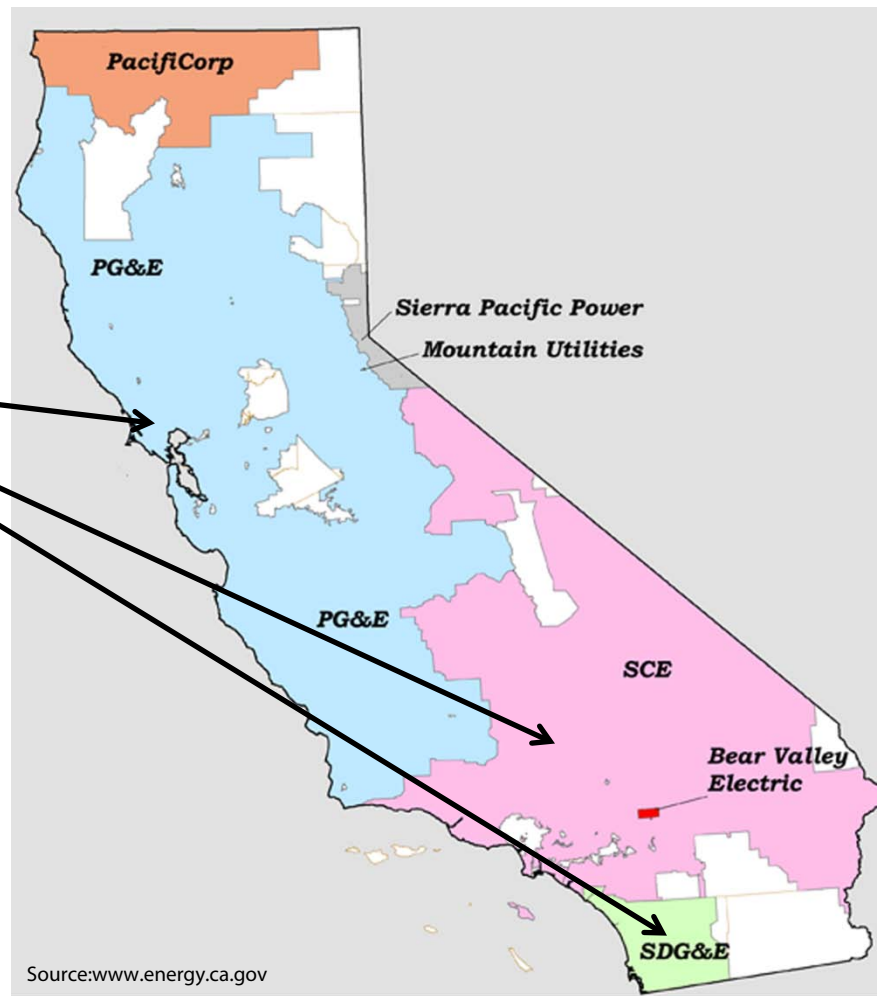 PacifiCorp
PG&E
Sierra Pacific Power
Mountain Utilities
PG&E
SCE
Bear Valley
Electric
SDG&E
Source:www.energy.ca.gov